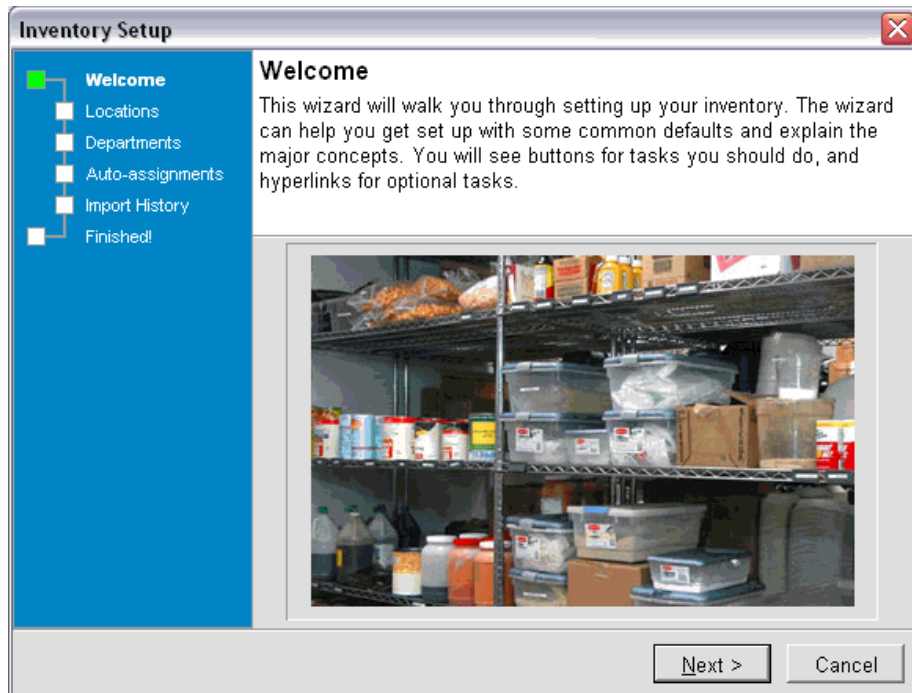 Inventory Setup
Welcome
Locations
Departments
Auto-assignments
Import History
Finished!
Welcome
This wizard will walk you through setting up your inventory. The wizard
can help you get set up with some common defaults and explain the
major concepts. You will see buttons for tasks you should do, and
hyperlinks for optional tasks.
Next >
Cancel